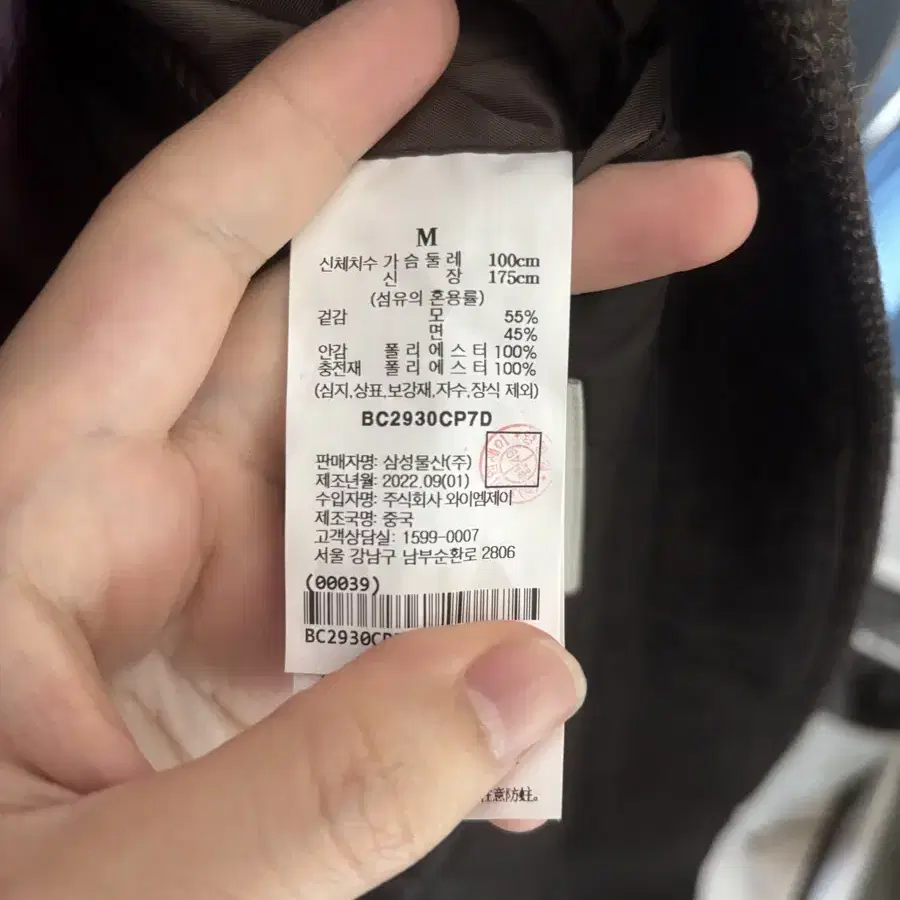 M
신체치수 가 슴 둘 레 100cm
신 장 175cm
(섬유의 혼용률)
겉감 모 55%
면 45%
안감 폴 리 에 스 터 100%
충전재 폴 리 에 스 터 100%
(심지,상표,보강재,자수,장식 제외)
BC2930CP7D
판매자명: 삼성물산(주)
제조년월: 2022.09(01)
수입자명: 주식회사 와이엠제이
제조국명: 중국
고객상담실: 1599-0007
서울 강남구 남부순환로 2806
(00039)
BC2930CP
意防蛀。